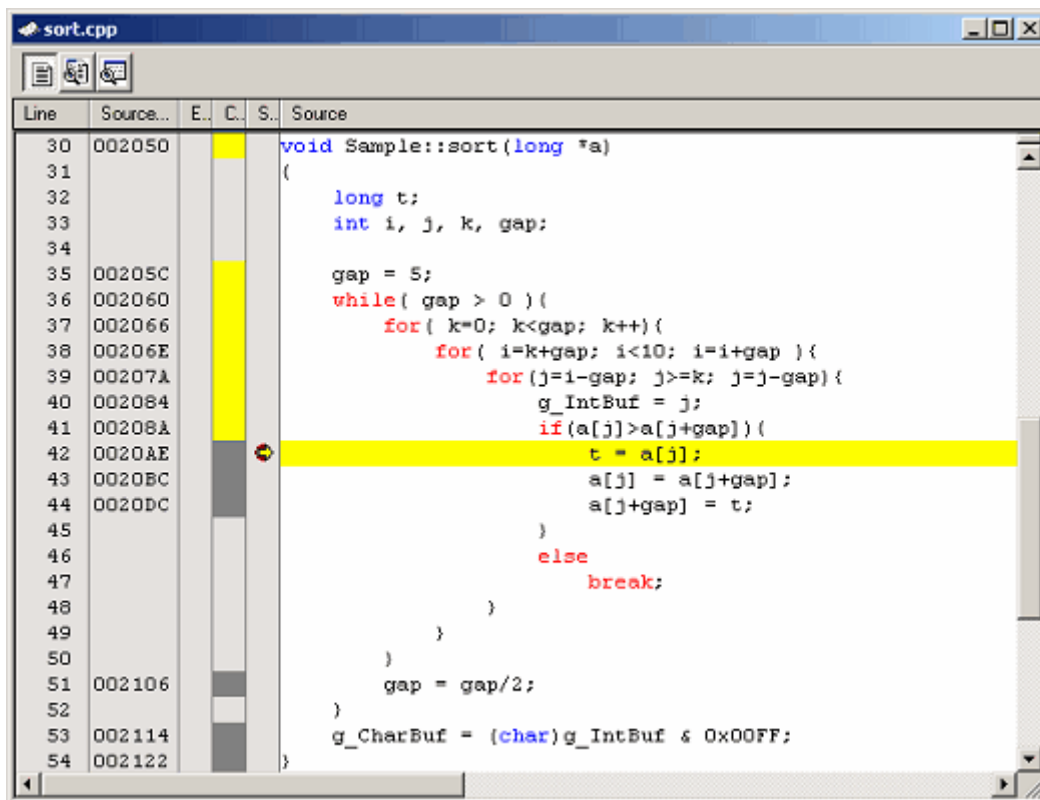 sort.cpp
Line Source... E.. C.. S.. Source
30 002050 void Sample::sort(long *a)
31 {
32 long t;
33 int i, j, k, gap;
34
35 00205C gap = 5;
36 002060 while( gap > 0 ){
37 002066 for( k=0; k<gap; k++){
38 00206E for( i=k+gap; i<10; i=i+gap ){
39 00207A for(j=i-gap; j>=k; j=j-gap){
40 002084 g_IntBuf = j;
41 00208A if(a[j]>a[j+gap]){
42 0020AE t = a[j];
43 0020BC a[j] = a[j+gap];
44 0020DC a[j+gap] = t;
45 }
46 else
47 break;
48 }
49 }
50 }
51 002106 gap = gap/2;
52 }
53 002114 g_CharBuf = (char)g_IntBuf & 0x00FF;
54 002122 }